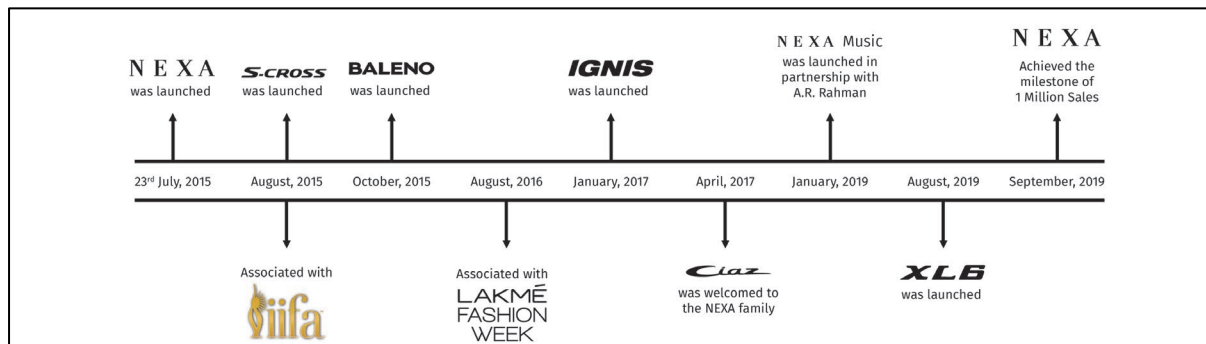 NEXA
was launched
S-CROSS
was launched
BALENO
was launched
IGNIS
was launched
NEXA Music
was launched in
partnership with
A.R. Rahman
NEXA
Achieved the
milestone of
1 Million Sales
23rd July, 2015
August, 2015
October, 2015
August, 2016
January, 2017
April, 2017
January, 2019
August, 2019
September, 2019
Associated with
iifa
Associated with
LAKMÉ
FASHION
WEEK
Ciaz
was welcomed to
the NEXA family
XL6
was launched